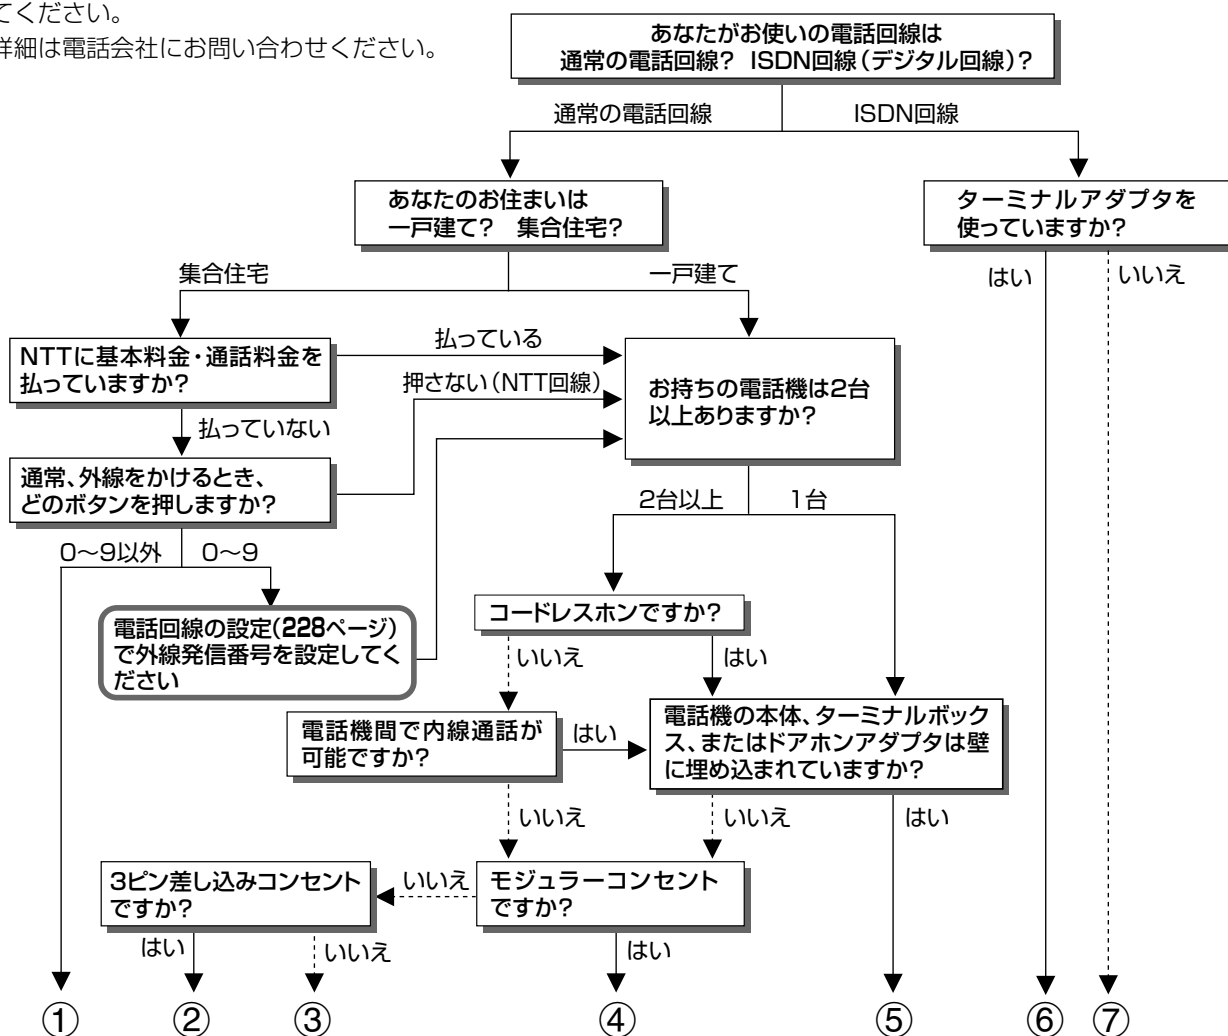 てください。
詳細は電話会社にお問い合わせください。
あなたがお使いの電話回線は
通常の電話回線? ISDN回線(デジタル回線)?
通常の電話回線
ISDN回線
あなたのお住まいは
一戸建て? 集合住宅?
ターミナルアダプタを
使っていますか?
集合住宅
一戸建て
はい
いいえ
NTTに基本料金・通話料金を
払っていますか?
払っている
押さない(NTT回線)
お持ちの電話機は2台
以上ありますか?
払っていない
通常、外線をかけるとき、
どのボタンを押しますか?
2台以上
1台
0〜9以外
0〜9
電話回線の設定(228ページ)
で外線発信番号を設定してく
ださい
コードレスホンですか?
いいえ
はい
電話機間で内線通話が
可能ですか?
はい
電話機の本体、ターミナルボック
ス、またはドアホンアダプタは壁
に埋め込まれていますか?
いいえ
いいえ
はい
3ピン差し込みコンセント
ですか?
いいえ
モジュラーコンセント
ですか?
はい
いいえ
はい
①
②
③
④
⑤
⑥
⑦